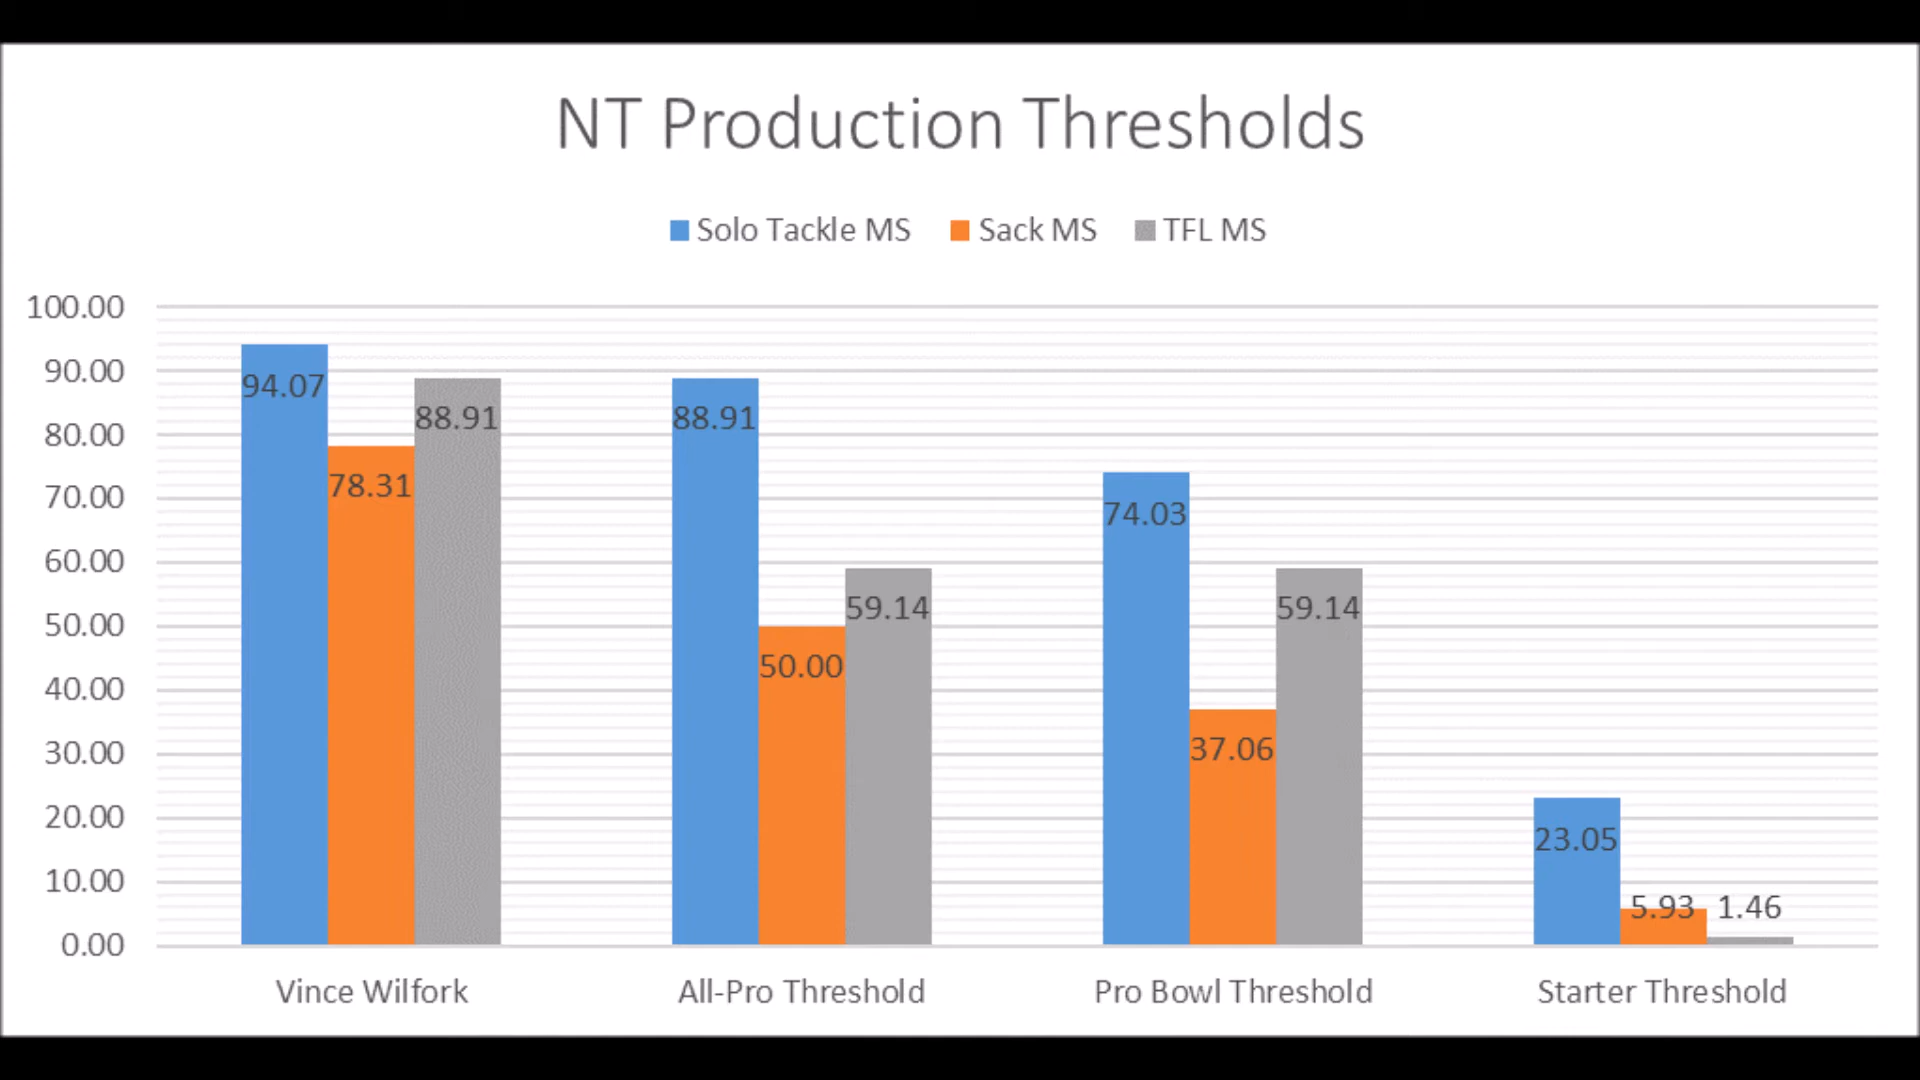 NT Production Thresholds
Solo Tackle MS Sack MS TFL MS
100.00
90.00
80.00
70.00
60.00
50.00
40.00
30.00
20.00
10.00
0.00
94.07 78.31 88.91
88.91 50.00 59.14
74.03 37.06 59.14
23.05 5.93 1.46
Vince Wilfork All-Pro Threshold Pro Bowl Threshold Starter Threshold